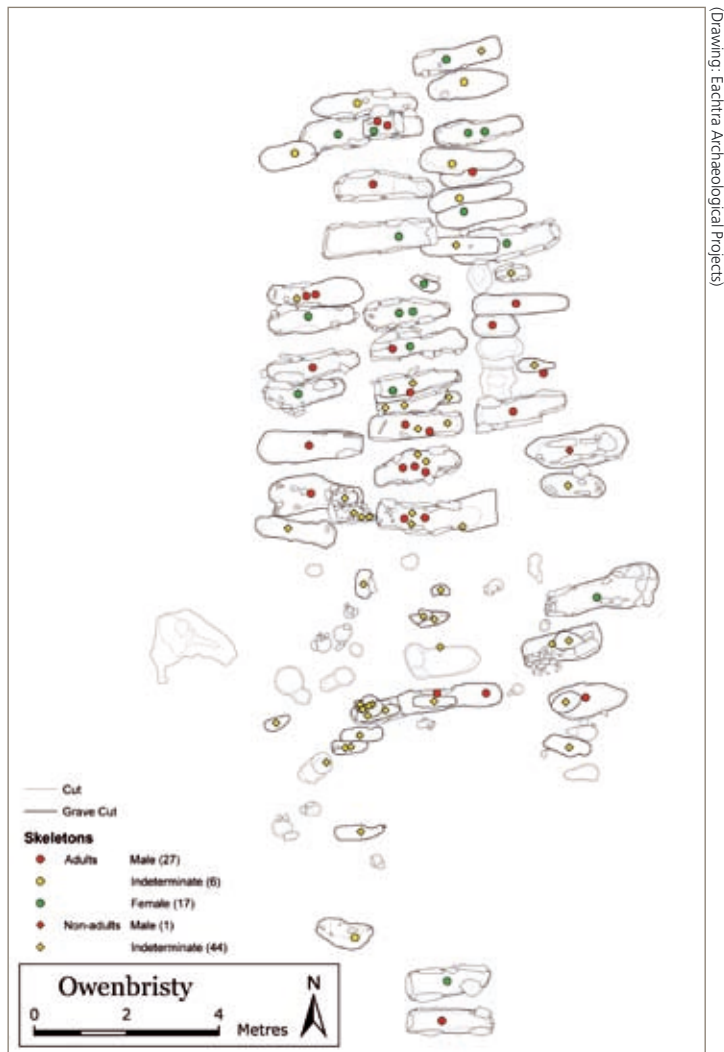 (Drawing: Eachtra Archaeological Projects)
Cut
Grave Cut
Skeletons
Adults Male (27)
Indeterminate (6)
Female (17)
Non-adults Male (1)
Indeterminate (44)
Owenbristy
N
0 2 4 Metres